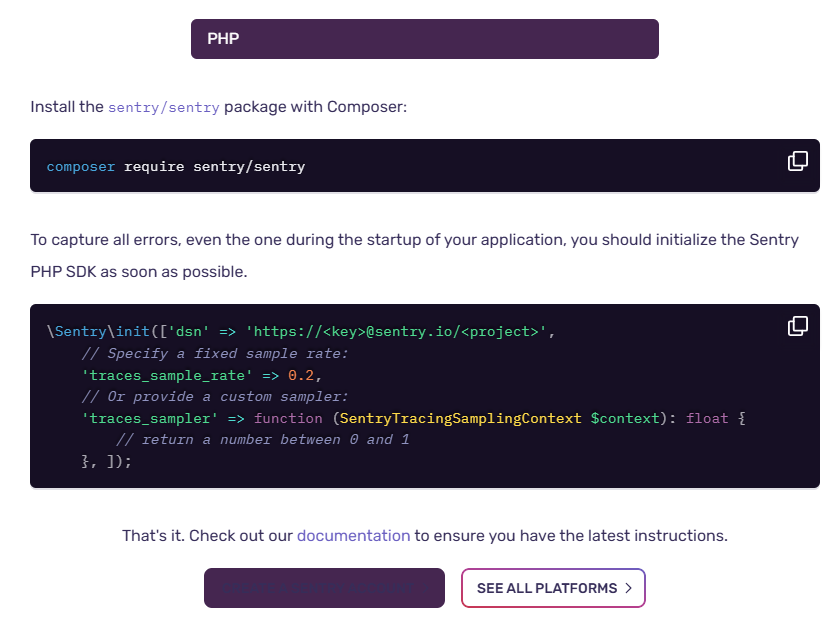 PHP
Install the sentry/sentry package with Composer:
composer require sentry/sentry
To capture all errors, even the one during the startup of your application, you should initialize the Sentry
PHP SDK as soon as possible.
\Sentry\init(['dsn' => 'https://<key>@sentry.io/<project>',
    // Specify a fixed sample rate:
    'traces_sample_rate' => 0.2,
    // Or provide a custom sampler:
    'traces_sampler' => function (SentryTracingSamplingContext $context): float {
        // return a number between 0 and 1
    }, ]);
That's it. Check out our documentation to ensure you have the latest instructions.
SEE ALL PLATFORMS >